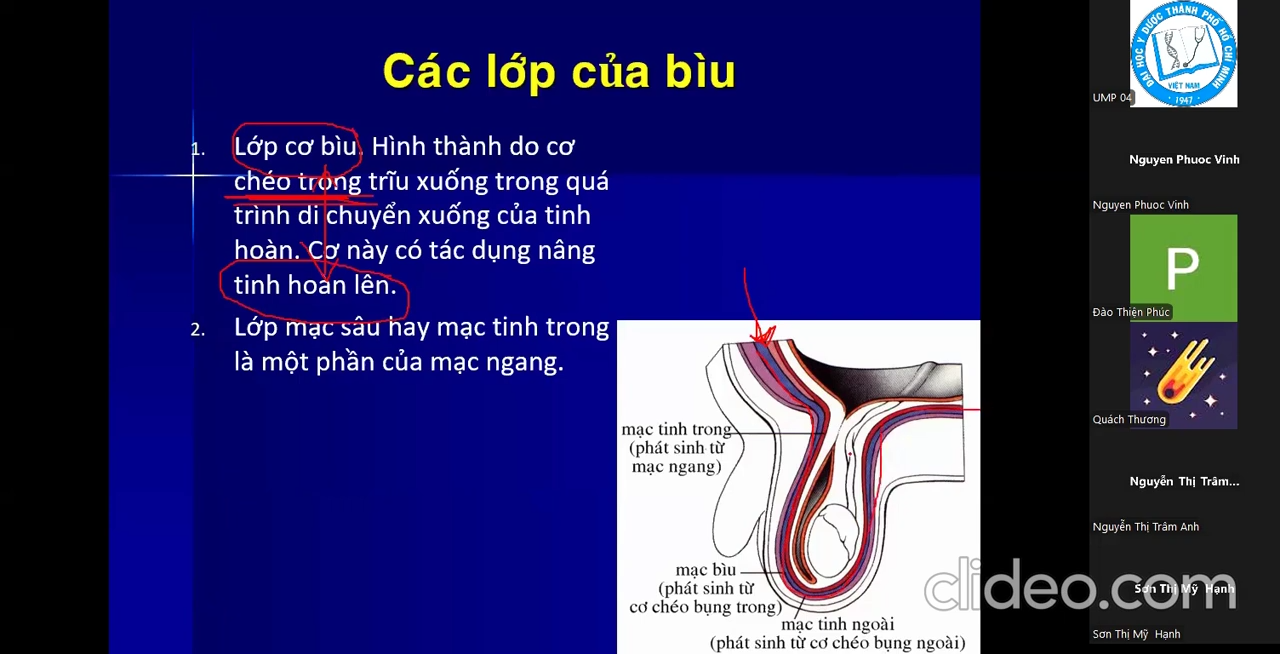 Các lớp của bìu
1. Lớp cơ bìu. Hình thành do cơ
chéo trong trĩu xuống trong quá
trình di chuyển xuống của tinh
hoàn. Cơ này có tác dụng nâng
tinh hoàn lên.
2. Lớp mạc sâu hay mạc tinh trong
là một phần của mạc ngang.
mạc tinh trong
(phát sinh từ
mạc ngang)
mạc bìu
(phát sinh từ
cơ chéo bụng trong)
mạc tinh ngoài
(phát sinh từ cơ chéo bụng ngoài)
clideo.com
ĐẠI HỌC Y DƯỢC THÀNH PHỐ HỒ CHÍ MINH
VIỆT NAM
1947
UMP 04
Nguyen Phuoc Vinh
Nguyen Phuoc Vinh
P
Đào Thiện Phúc
Quách Thương
Nguyễn Thị Trâm...
Nguyễn Thị Trâm Anh
Sơn Thị Mỹ Hạnh
Sơn Thị Mỹ Hạnh